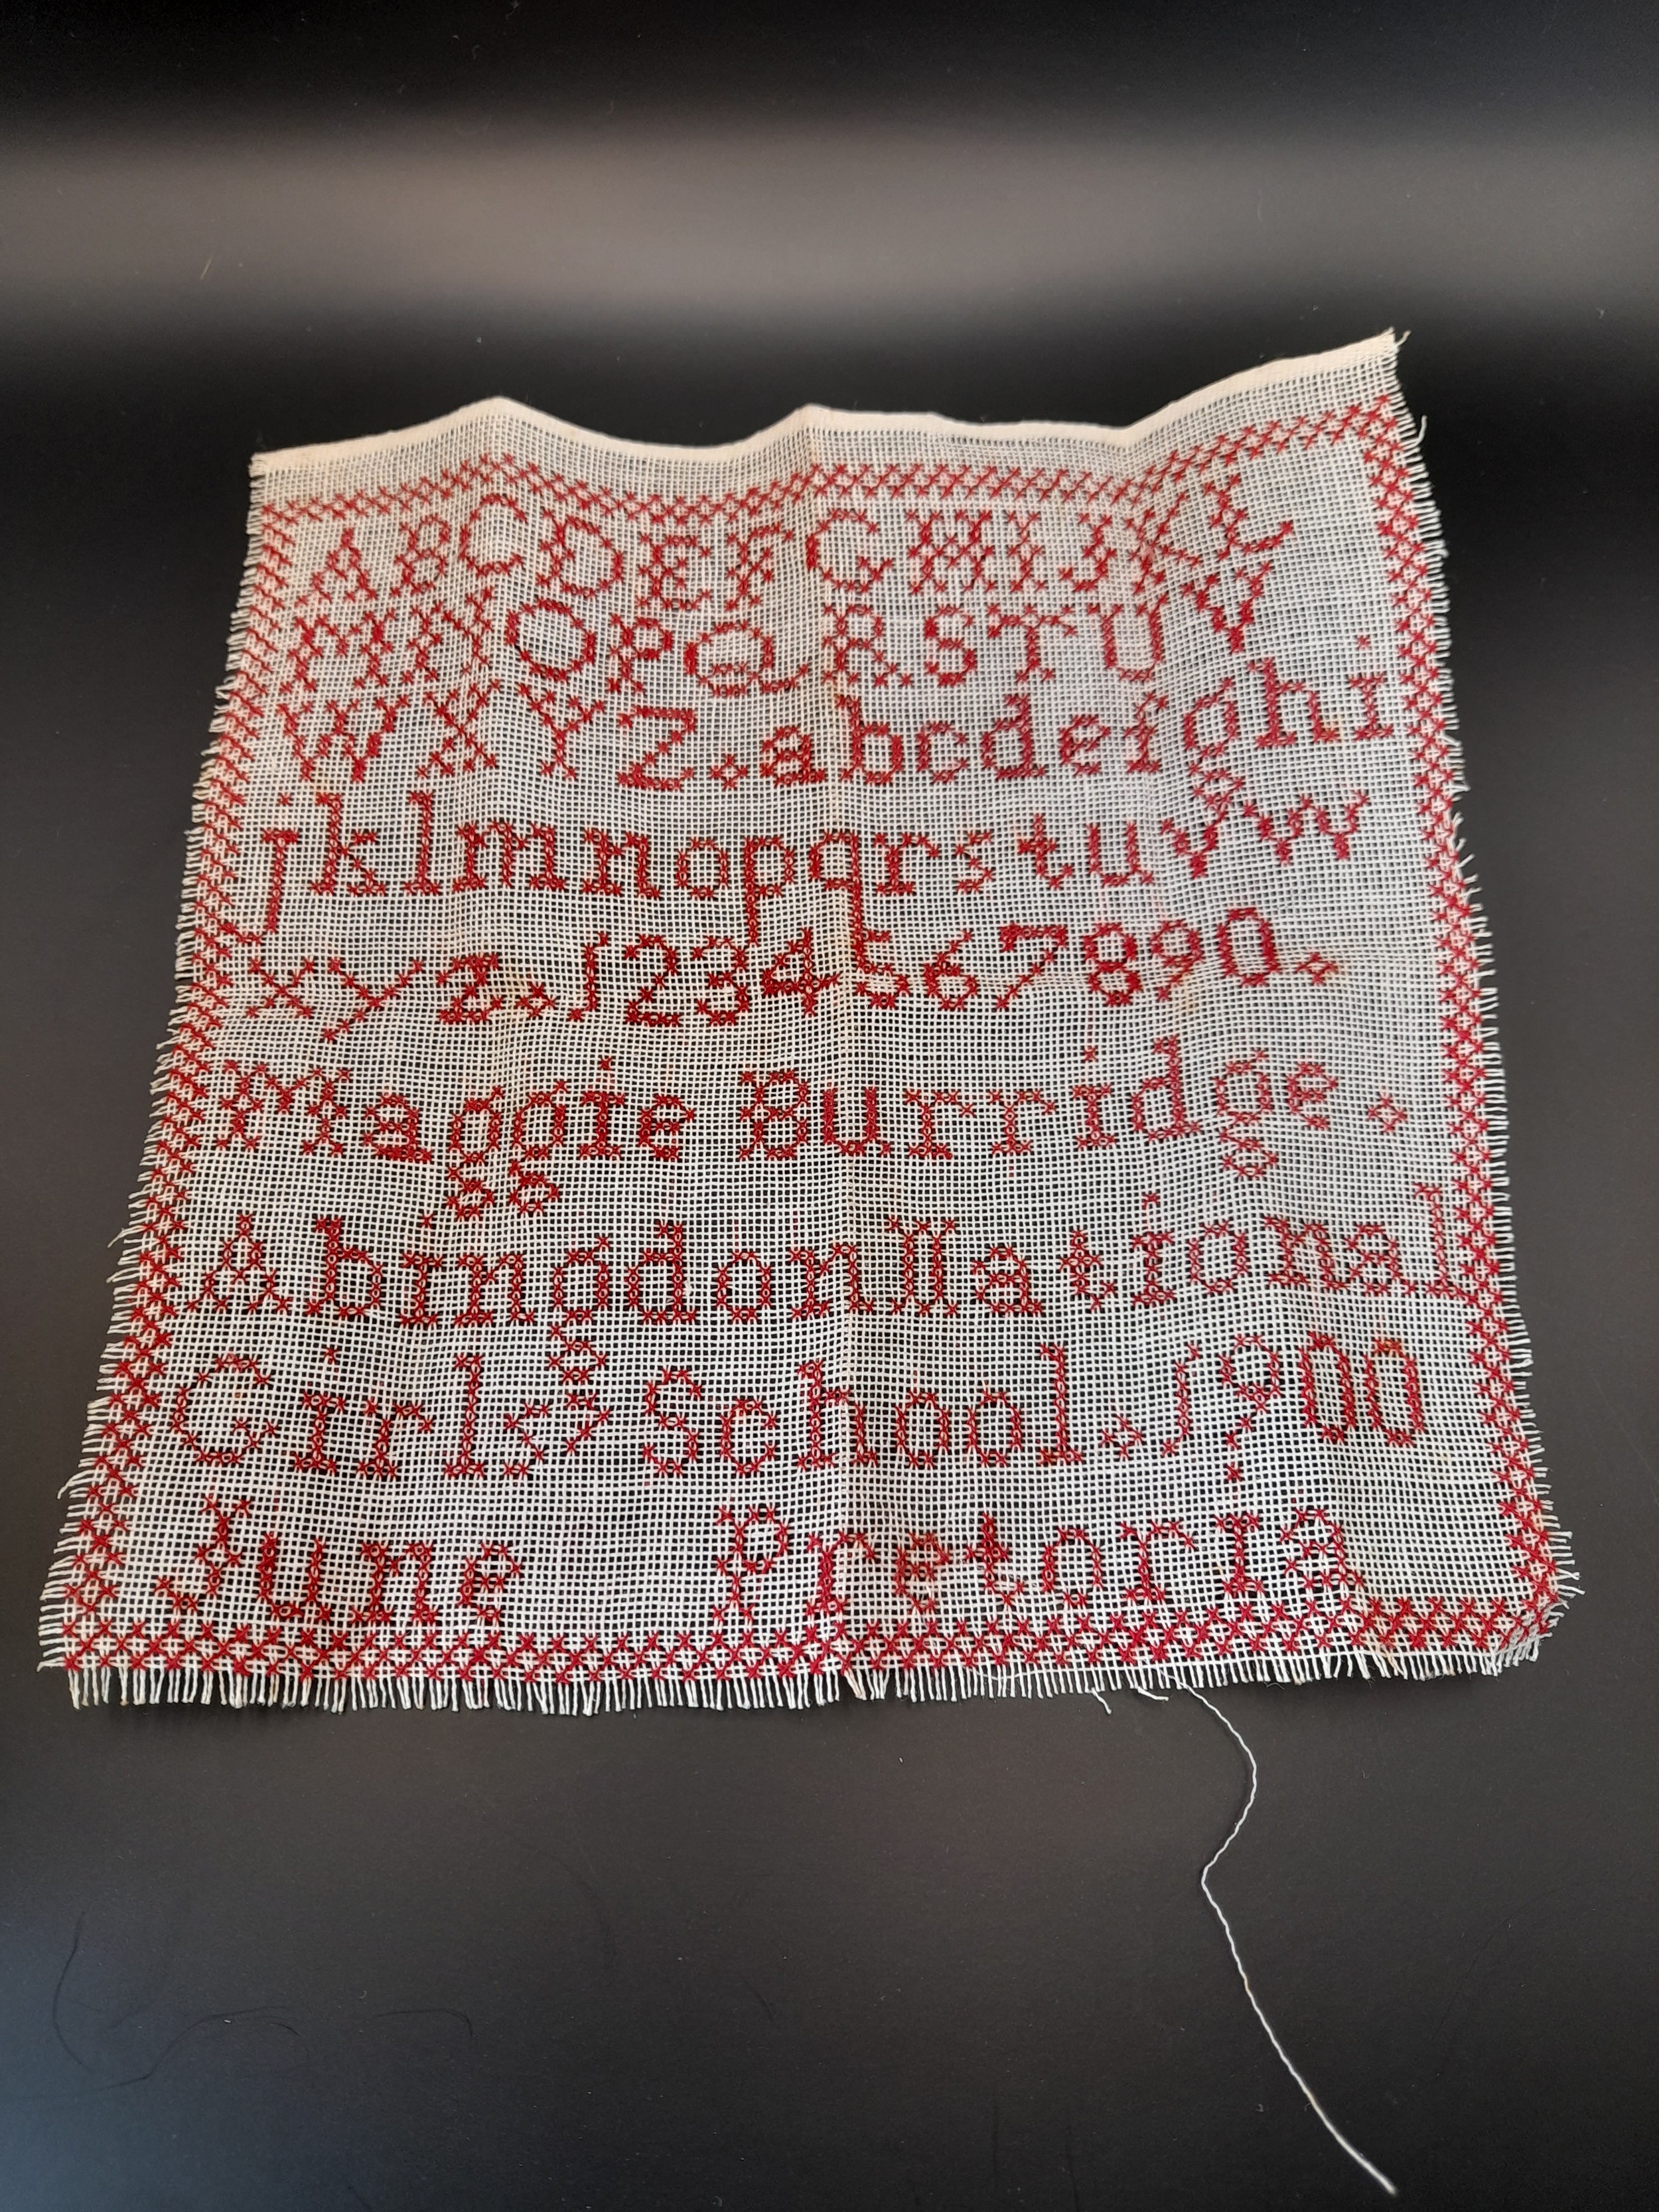 ABCDEFGHIJKL
MNOPQRSTUV
WXYZ.abcdefghi
jklmnopqrstuvw
xyz.1234567890.
Maggie Burridge.
Abingdon National
Girls School.1900
June Pretoria